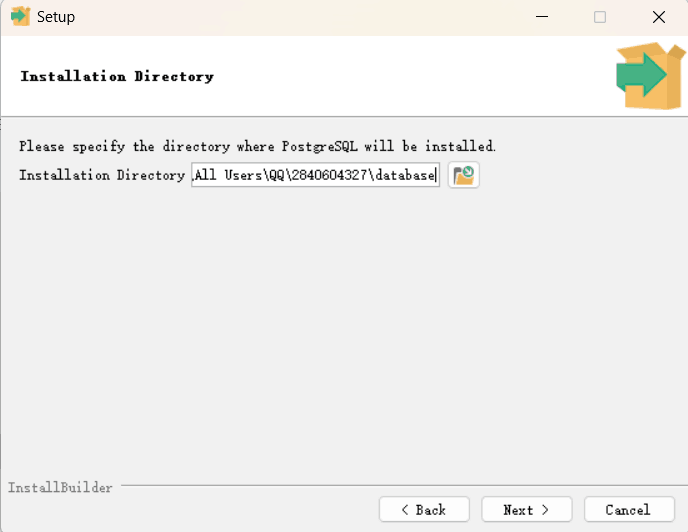 Setup
Installation Directory
Please specify the directory where PostgreSQL will be installed.
Installation Directory All Users\QQ\2840604327\database
InstallBuilder
< Back Next > Cancel